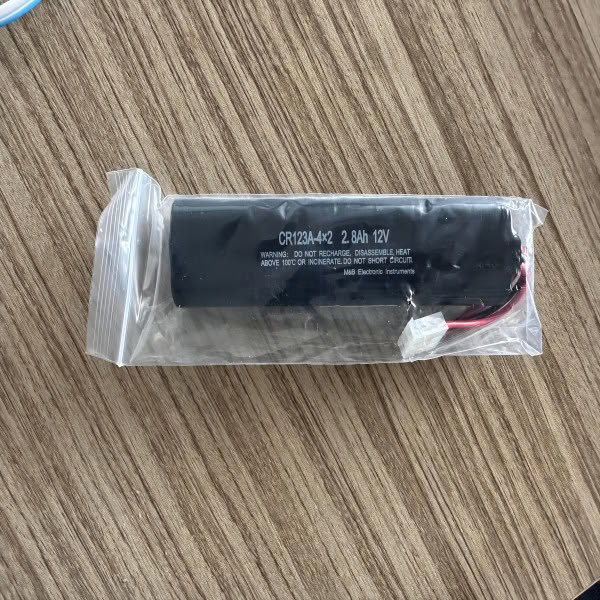 CR123A-4×2 2.8Ah 12V
WARNING: DO NOT RECHARGE, DISASSEMBLE, HEAT
ABOVE 100℃ OR INCINERATE.DO NOT SHORT CIRCUIT.
M&B Electronic Instruments